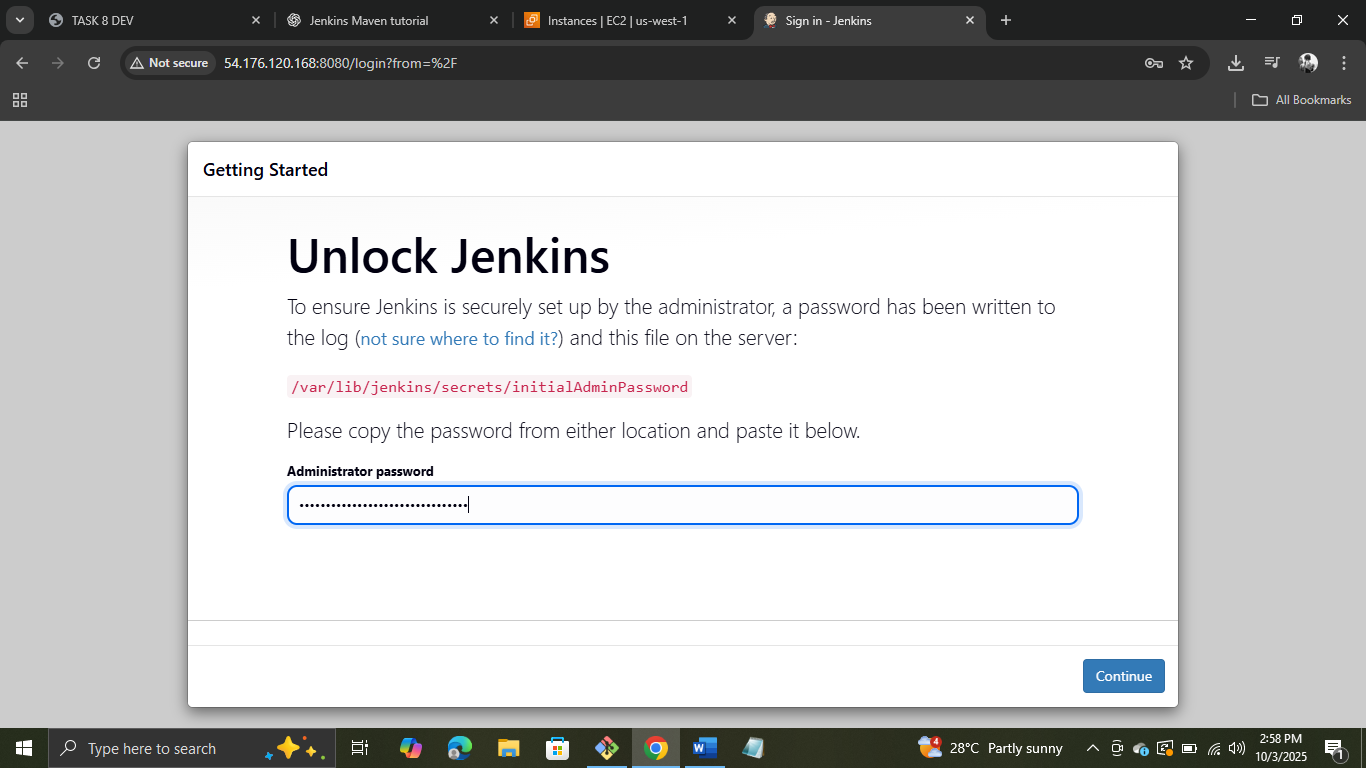 TASK 8 DEV
Jenkins Maven tutorial
Instances | EC2 | us-west-1
Sign in - Jenkins
Not secure
54.176.120.168:8080/login?from=%2F
All Bookmarks
Getting Started
Unlock Jenkins
To ensure Jenkins is securely set up by the administrator, a password has been written to
the log (not sure where to find it?) and this file on the server:
/var/lib/jenkins/secrets/initialAdminPassword
Please copy the password from either location and paste it below.
Administrator password
••••••••••••••••••••••••••••••••
Continue
Type here to search
4
28°C Partly sunny
2:58 PM
10/3/2025
1